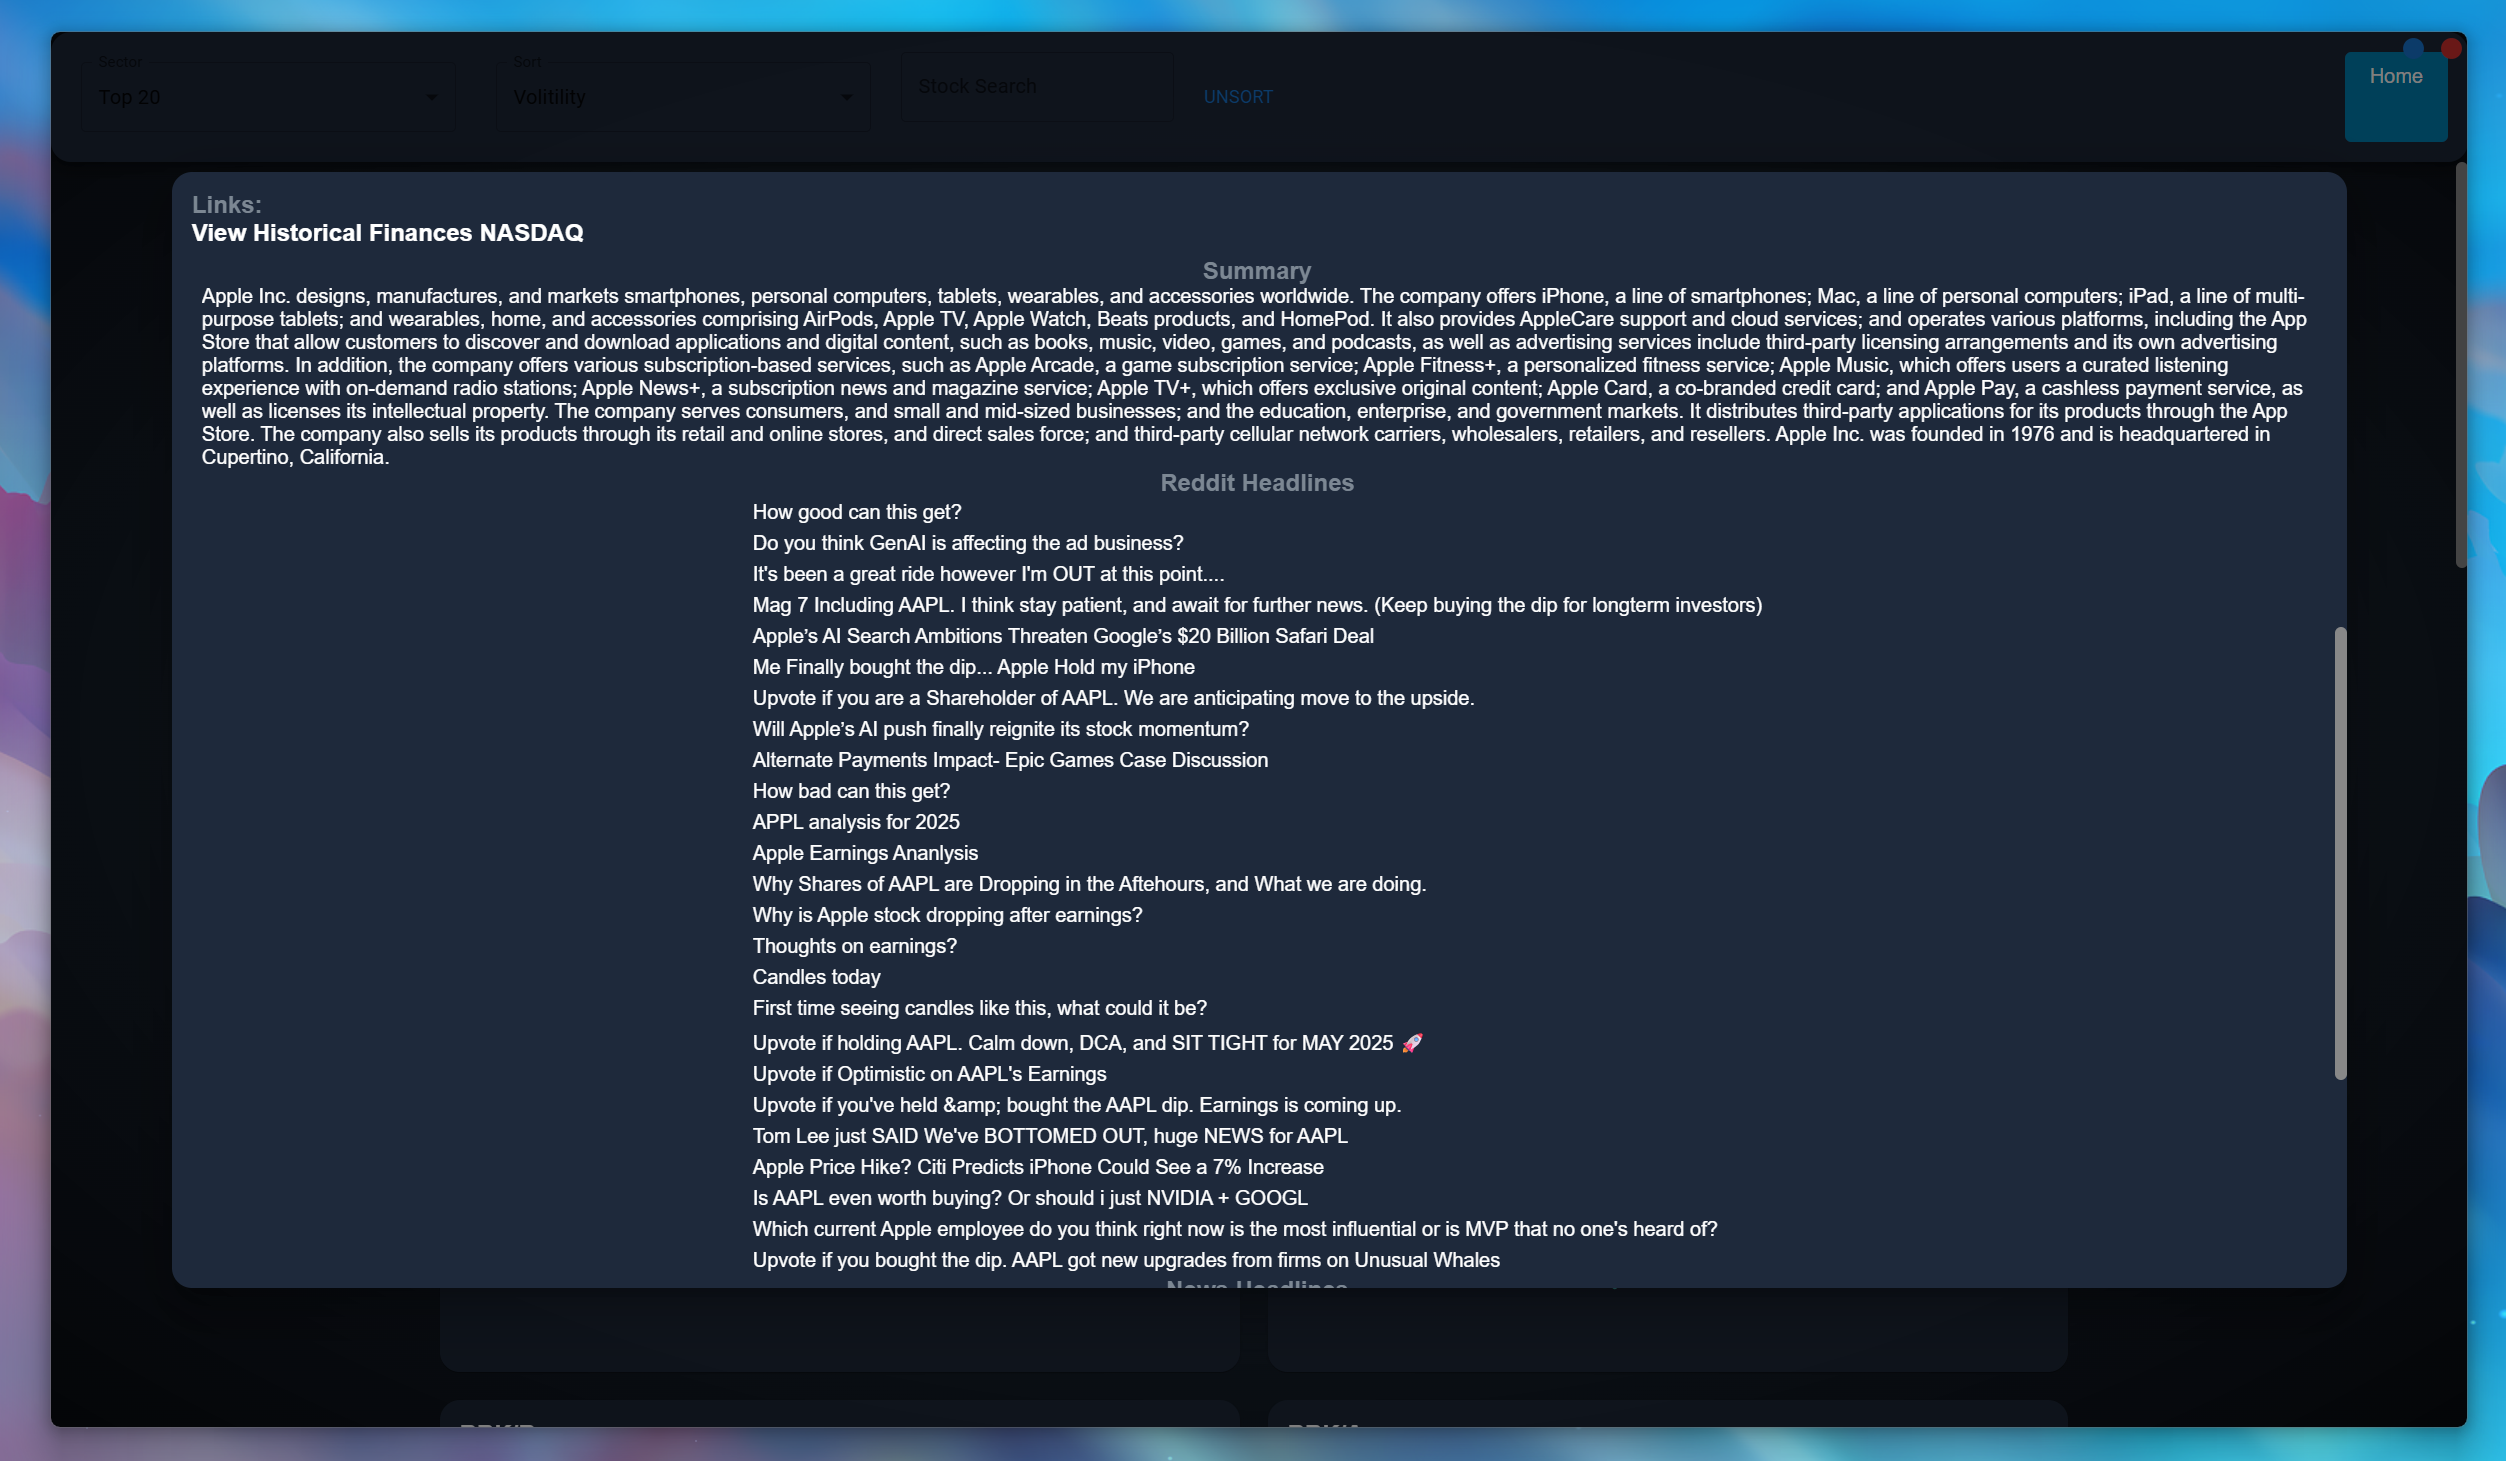 Sector
Top 20
Sort
Volitility
Stock Search
UNSORT
Home
Links:
View Historical Finances NASDAQ
Summary
Apple Inc. designs, manufactures, and markets smartphones, personal computers, tablets, wearables, and accessories worldwide. The company offers iPhone, a line of smartphones; Mac, a line of personal computers; iPad, a line of multi-
purpose tablets; and wearables, home, and accessories comprising AirPods, Apple TV, Apple Watch, Beats products, and HomePod. It also provides AppleCare support and cloud services; and operates various platforms, including the App
Store that allow customers to discover and download applications and digital content, such as books, music, video, games, and podcasts, as well as advertising services include third-party licensing arrangements and its own advertising
platforms. In addition, the company offers various subscription-based services, such as Apple Arcade, a game subscription service; Apple Fitness+, a personalized fitness service; Apple Music, which offers users a curated listening
experience with on-demand radio stations; Apple News+, a subscription news and magazine service; Apple TV+, which offers exclusive original content; Apple Card, a co-branded credit card; and Apple Pay, a cashless payment service, as
well as licenses its intellectual property. The company serves consumers, and small and mid-sized businesses; and the education, enterprise, and government markets. It distributes third-party applications for its products through the App
Store. The company also sells its products through its retail and online stores, and direct sales force; and third-party cellular network carriers, wholesalers, retailers, and resellers. Apple Inc. was founded in 1976 and is headquartered in
Cupertino, California.
Reddit Headlines
How good can this get?
Do you think GenAI is affecting the ad business?
It's been a great ride however I'm OUT at this point....
Mag 7 Including AAPL. I think stay patient, and await for further news. (Keep buying the dip for longterm investors)
Apple’s AI Search Ambitions Threaten Google’s $20 Billion Safari Deal
Me Finally bought the dip... Apple Hold my iPhone
Upvote if you are a Shareholder of AAPL. We are anticipating move to the upside.
Will Apple’s AI push finally reignite its stock momentum?
Alternate Payments Impact- Epic Games Case Discussion
How bad can this get?
APPL analysis for 2025
Apple Earnings Ananlysis
Why Shares of AAPL are Dropping in the Aftehours, and What we are doing.
Why is Apple stock dropping after earnings?
Thoughts on earnings?
Candles today
First time seeing candles like this, what could it be?
Upvote if holding AAPL. Calm down, DCA, and SIT TIGHT for MAY 2025 🚀
Upvote if Optimistic on AAPL's Earnings
Upvote if you've held &amp; bought the AAPL dip. Earnings is coming up.
Tom Lee just SAID We've BOTTOMED OUT, huge NEWS for AAPL
Apple Price Hike? Citi Predicts iPhone Could See a 7% Increase
Is AAPL even worth buying? Or should i just NVIDIA + GOOGL
Which current Apple employee do you think right now is the most influential or is MVP that no one's heard of?
Upvote if you bought the dip. AAPL got new upgrades from firms on Unusual Whales
News Headlines